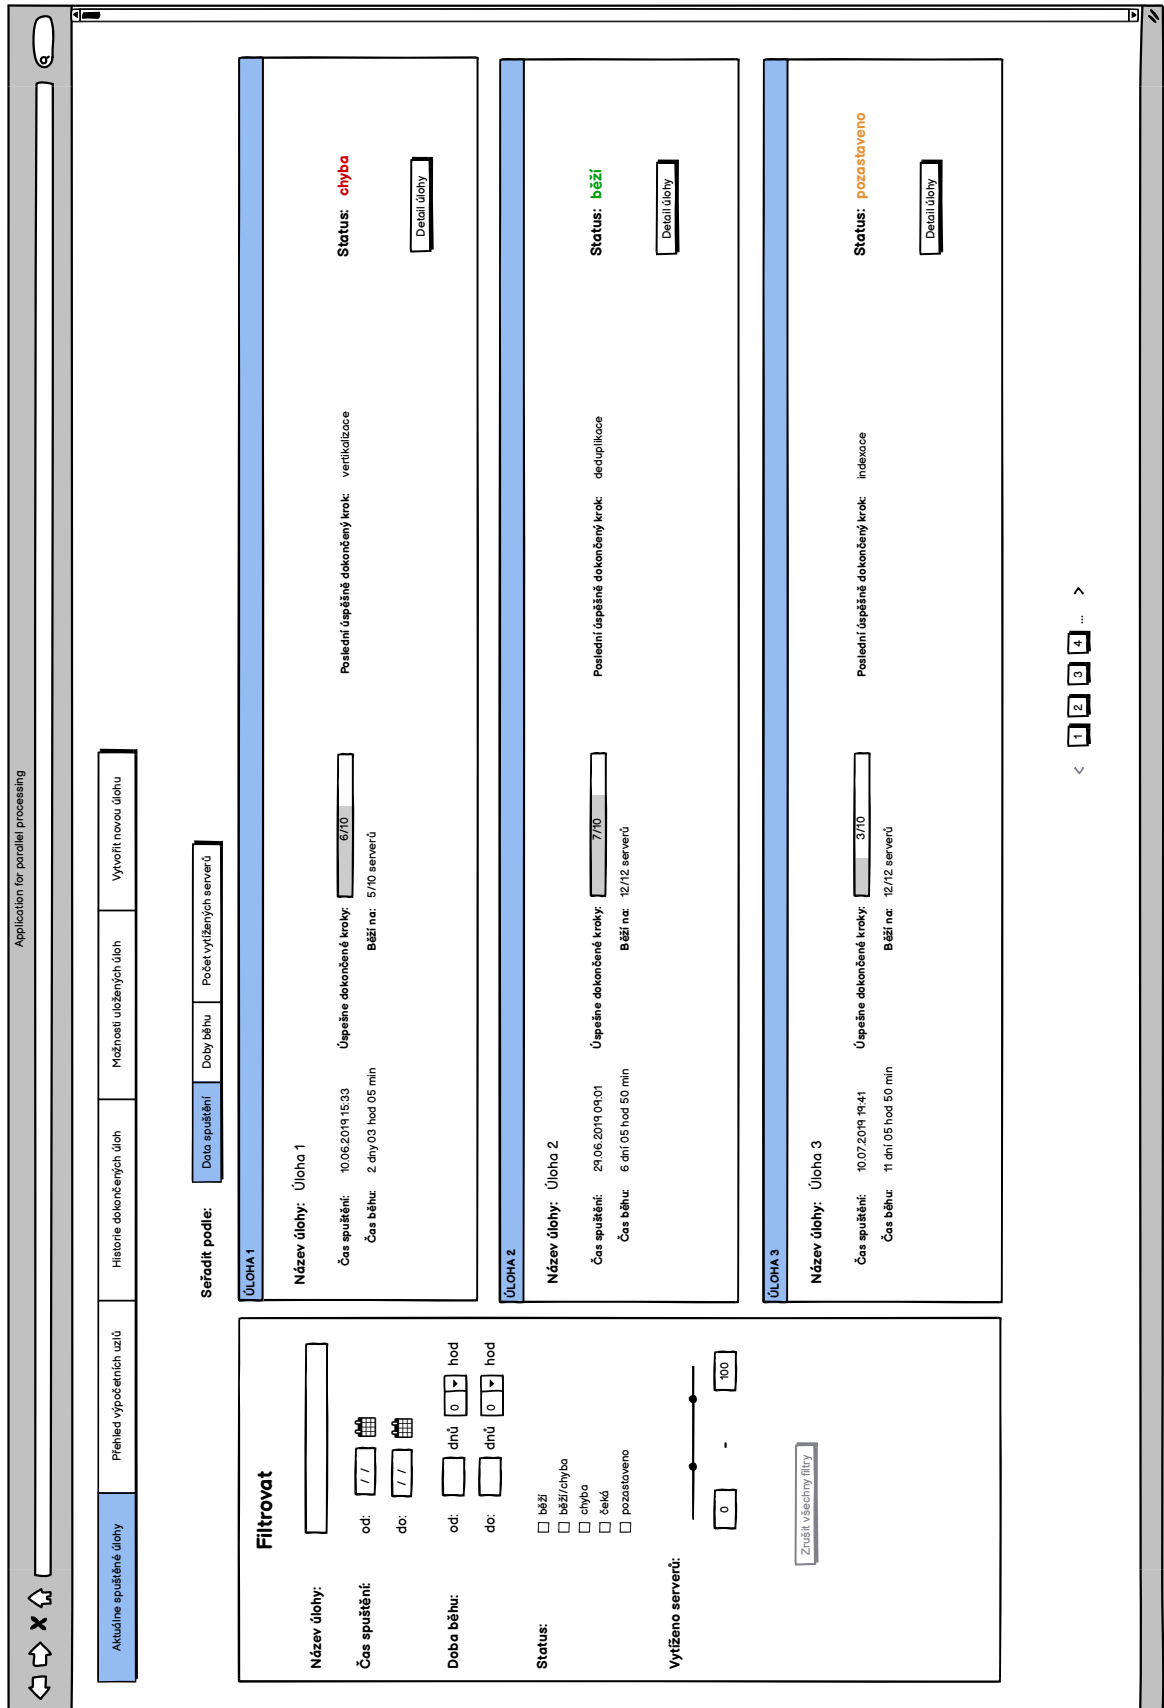 Application for parallel processing
Aktuálne spuštěné úlohy
Přehled výpočetních uzlů
Historie dokončených úloh
Možnosti uložených úloh
Vytvořit novou úlohu
Seřadit podle:
Data spuštění
Doby běhu
Počet vytížených serverů
Filtrovat
Název úlohy:
Čas spuštění:
od: / /
do: / /
Doba běhu:
od: dnů 0 hod
do: dnů 0 hod
Status:
běží
běží/chyba
chyba
čeká
pozastaveno
Vytíženo serverů:
0 - 100
Zrušit všechny filtry
ÚLOHA 1
Název úlohy: Úloha 1
Čas spuštění: 10.06.2019 15:33 Úspešne dokončené kroky: 6/10 Poslední úspěšně dokončený krok: vertikalizace Status: chyba
Čas běhu: 2 dny 03 hod 05 min Běží na: 5/10 serverů
Detail úlohy
ÚLOHA 2
Název úlohy: Úloha 2
Čas spuštění: 29.06.2019 09:01 Úspešne dokončené kroky: 7/10 Poslední úspěšně dokončený krok: deduplikace Status: běží
Čas běhu: 6 dní 05 hod 50 min Běží na: 12/12 serverů
Detail úlohy
ÚLOHA 3
Název úlohy: Úloha 3
Čas spuštění: 10.07.2019 19:41 Úspešne dokončené kroky: 3/10 Poslední úspěšně dokončený krok: indexace Status: pozastaveno
Čas běhu: 11 dní 05 hod 50 min Běží na: 12/12 serverů
Detail úlohy
< 1 2 3 4 ... >